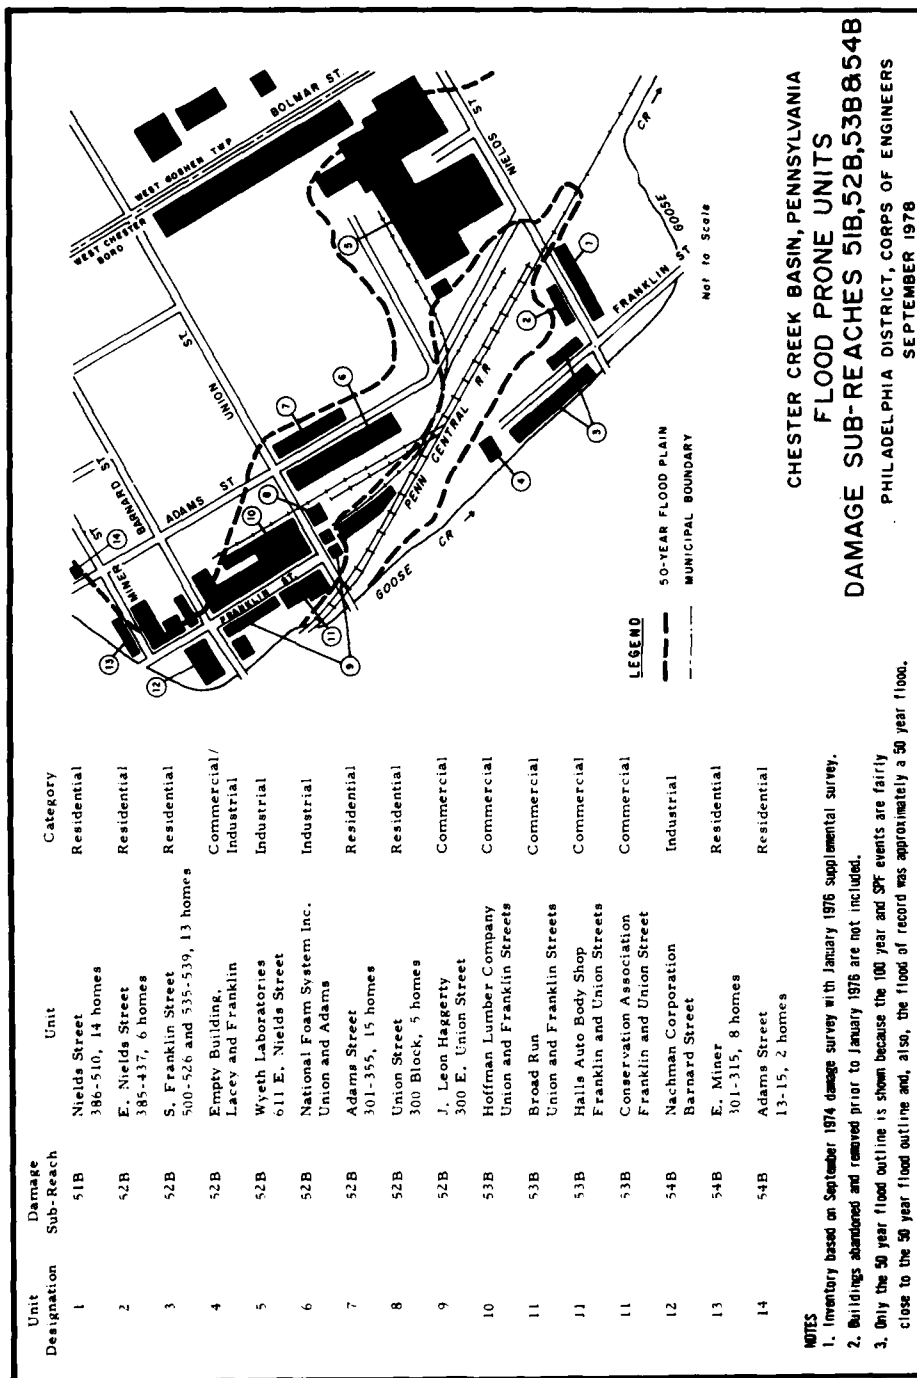 Unit Designation
Damage Sub-Reach
Unit
Category
1 51B Nields Street Residential
386-510, 14 homes
2 52B E. Nields Street Residential
385-437, 6 homes
3 52B S. Franklin Street Residential
500-526 and 535-539, 13 homes
4 52B Empty Building, Commercial/
Lacey and Franklin Industrial
5 52B Wyeth Laboratories Industrial
611 E. Nields Street
6 52B National Foam System Inc. Industrial
Union and Adams
7 52B Adams Street Residential
301-355, 15 homes
8 52B Union Street Residential
300 Block, 5 homes
9 52B J. Leon Haggerty Commercial
300 E. Union Street
10 53B Hoffman Lumber Company Commercial
Union and Franklin Streets
11 53B Broad Run Commercial
Union and Franklin Streets
11 53B Halls Auto Body Shop Commercial
Franklin and Union Streets
11 53B Conservation Association Commercial
Franklin and Union Street
12 54B Nachman Corporation Industrial
Barnard Street
13 54B E. Miner Residential
301-315, 8 homes
14 54B Adams Street Residential
13-15, 2 homes
NOTES
1. Inventory based on September 1974 damage survey with January 1976 supplemental survey.
2. Buildings abandoned and removed prior to January 1976 are not included.
3. Only the 50 year flood outline is shown because the 100 year and SPF events are fairly
close to the 50 year flood outline and, also, the flood of record was approximately a 50 year flood.
WEST CHESTER BORO
WEST GOSHEN TWP
BOLMAR ST.
UNION ST.
BARNARD ST
MINER ST
ADAMS ST
FRANKLIN ST.
NIELDS ST
PENN CENTRAL R.R
GOOSE CR →
GOOSE CR →
FRANKLIN ST
Not to Scale
1
2
3
4
5
6
7
8
9
10
11
12
13
14
LEGEND
50-YEAR FLOOD PLAIN
MUNICIPAL BOUNDARY
CHESTER CREEK BASIN, PENNSYLVANIA
FLOOD PRONE UNITS
DAMAGE SUB-REACHES 51B,52B,53B&54B
PHILADELPHIA DISTRICT, CORPS OF ENGINEERS
SEPTEMBER 1978